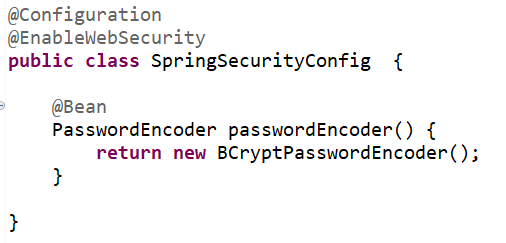 @Configuration
@EnableWebSecurity
public class SpringSecurityConfig  {
@Bean
PasswordEncoder passwordEncoder() {
return new BCryptPasswordEncoder();
}
}